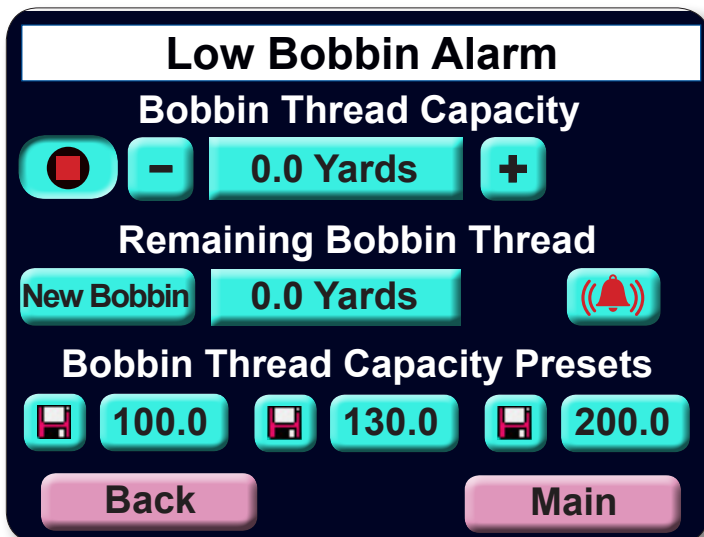 Low Bobbin Alarm
Bobbin Thread Capacity
- 0.0 Yards +
Remaining Bobbin Thread
New Bobbin 0.0 Yards
Bobbin Thread Capacity Presets
100.0 130.0 200.0
Back Main